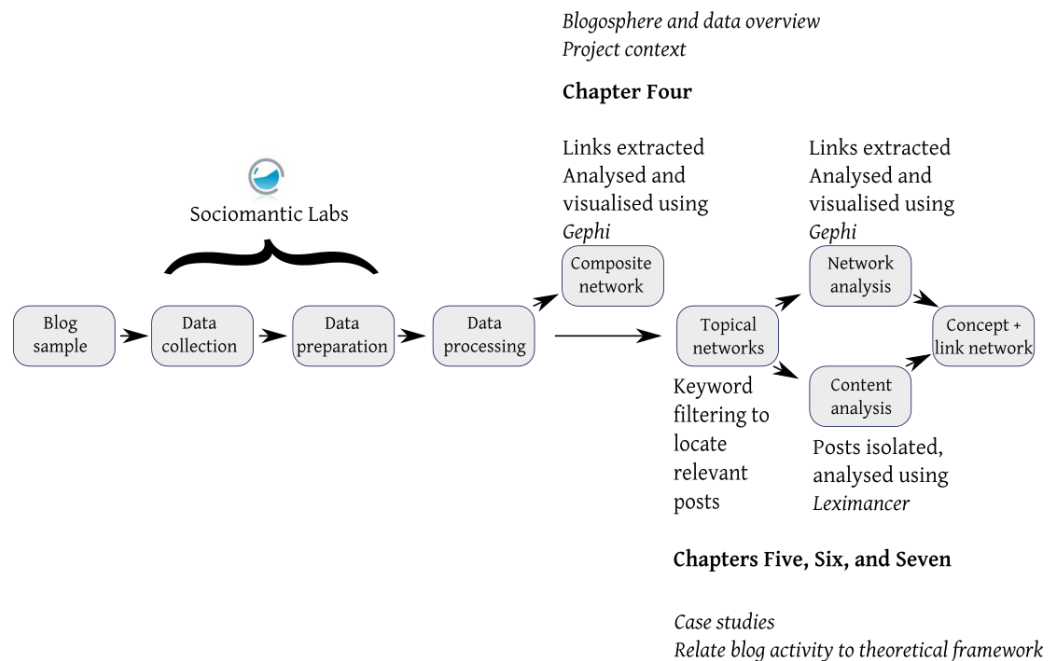 Blogosphere and data overview
Project context
Chapter Four
Links extracted
Analysed and
visualised using
Gephi
Links extracted
Analysed and
visualised using
Gephi
Sociomantic Labs
Composite
network
Network
analysis
Blog
sample
Data
collection
Data
preparation
Data
processing
Topical
networks
Concept +
link network
Content
analysis
Keyword
filtering to
locate
relevant
posts
Posts isolated,
analysed using
Leximancer
Chapters Five, Six, and Seven
Case studies
Relate blog activity to theoretical framework